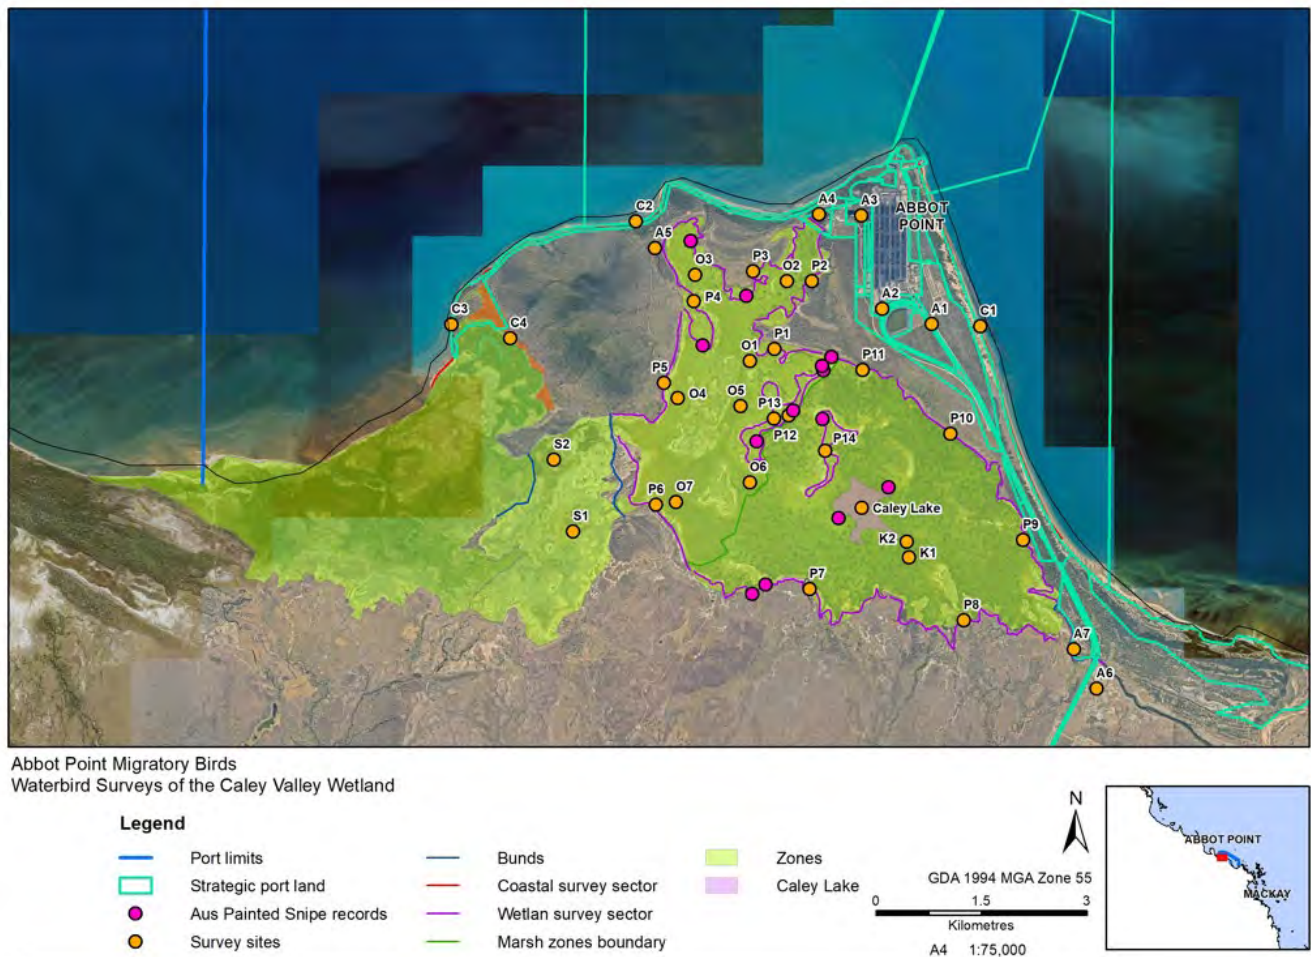 C2
A4
A3
ABBOT
POINT
A5
O3
P3
O2
P2
P4
A2
A1
C1
C3
C4
O1
P1
P11
P5
O4
O5
P13
P12
P10
P14
S2
O6
P6
O7
Caley Lake
S1
K2
K1
P9
P7
P8
A7
A6
Abbot Point Migratory Birds
Waterbird Surveys of the Caley Valley Wetland
Legend
Port limits
Strategic port land
Aus Painted Snipe records
Survey sites
Bunds
Coastal survey sector
Wetlan survey sector
Marsh zones boundary
Zones
Caley Lake
N
GDA 1994 MGA Zone 55
0 1.5 3
Kilometres
A4 1:75,000
ABBOT POINT
MACKAY